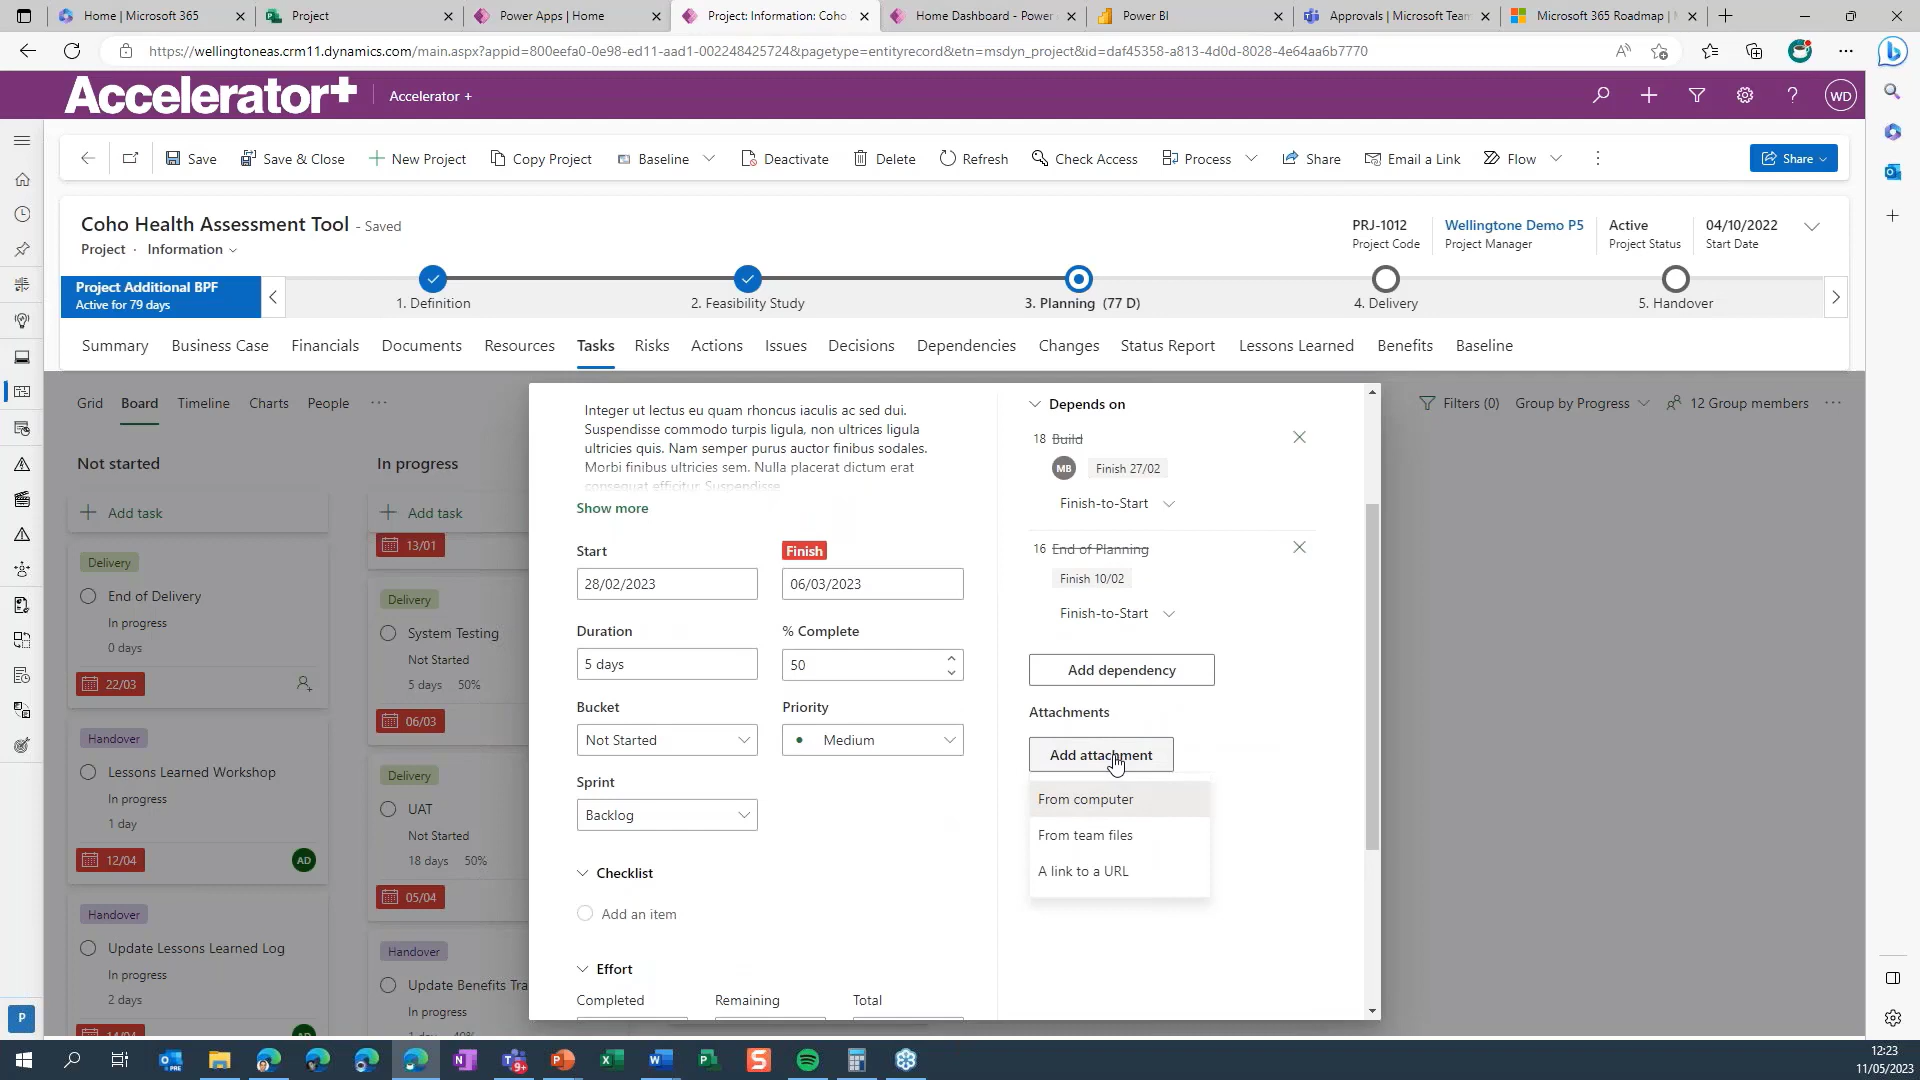 Home | Microsoft 365
Project
Power Apps | Home
Project: Information: Coho
Home Dashboard - Power
Power BI
Approvals | Microsoft Team
Microsoft 365 Roadmap |
https://wellingtoneas.crm11.dynamics.com/main.aspx?appid=800eefa0-0e98-ed11-aad1-002248425724&pagetype=entityrecord&etn=msdyn_project&id=daf45358-a813-4d0d-8028-4e64aa6b7770
Accelerator+
Accelerator +
WD
Save
Save & Close
New Project
Copy Project
Baseline
Deactivate
Delete
Refresh
Check Access
Process
Share
Email a Link
Flow
Share
Coho Health Assessment Tool - Saved
Project · Information
PRJ-1012
Project Code
Wellingtone Demo P5
Project Manager
Active
Project Status
04/10/2022
Start Date
Project Additional BPF
Active for 79 days
1. Definition
2. Feasibility Study
3. Planning (77 D)
4. Delivery
5. Handover
Summary
Business Case
Financials
Documents
Resources
Tasks
Risks
Actions
Issues
Decisions
Dependencies
Changes
Status Report
Lessons Learned
Benefits
Baseline
Grid
Board
Timeline
Charts
People
Filters (0)
Group by Progress
12 Group members
Not started
Add task
Delivery
End of Delivery
In progress
0 days
22/03
Handover
Lessons Learned Workshop
In progress
1 day
12/04
AD
Handover
Update Lessons Learned Log
In progress
2 days
In progress
Add task
13/01
Delivery
System Testing
Not Started
5 days 50%
06/03
Delivery
UAT
Not Started
18 days 50%
05/04
Handover
Update Benefits Tra
In progress
Integer ut lectus eu quam rhoncus iaculis ac sed dui.
Suspendisse commodo turpis ligula, non ultrices ligula
ultricies quis. Nam semper purus auctor finibus sodales.
Morbi finibus ultricies sem. Nulla placerat dictum erat
consequat efficitur. Suspendisse
Show more
Start
28/02/2023
Finish
06/03/2023
Duration
5 days
% Complete
50
Bucket
Not Started
Priority
Medium
Sprint
Backlog
Checklist
Add an item
Effort
Completed
Remaining
Total
Depends on
18 Build
MB
Finish 27/02
Finish-to-Start
16 End of Planning
Finish 10/02
Finish-to-Start
Add dependency
Attachments
Add attachment
From computer
From team files
A link to a URL
P
12:23
11/05/2023